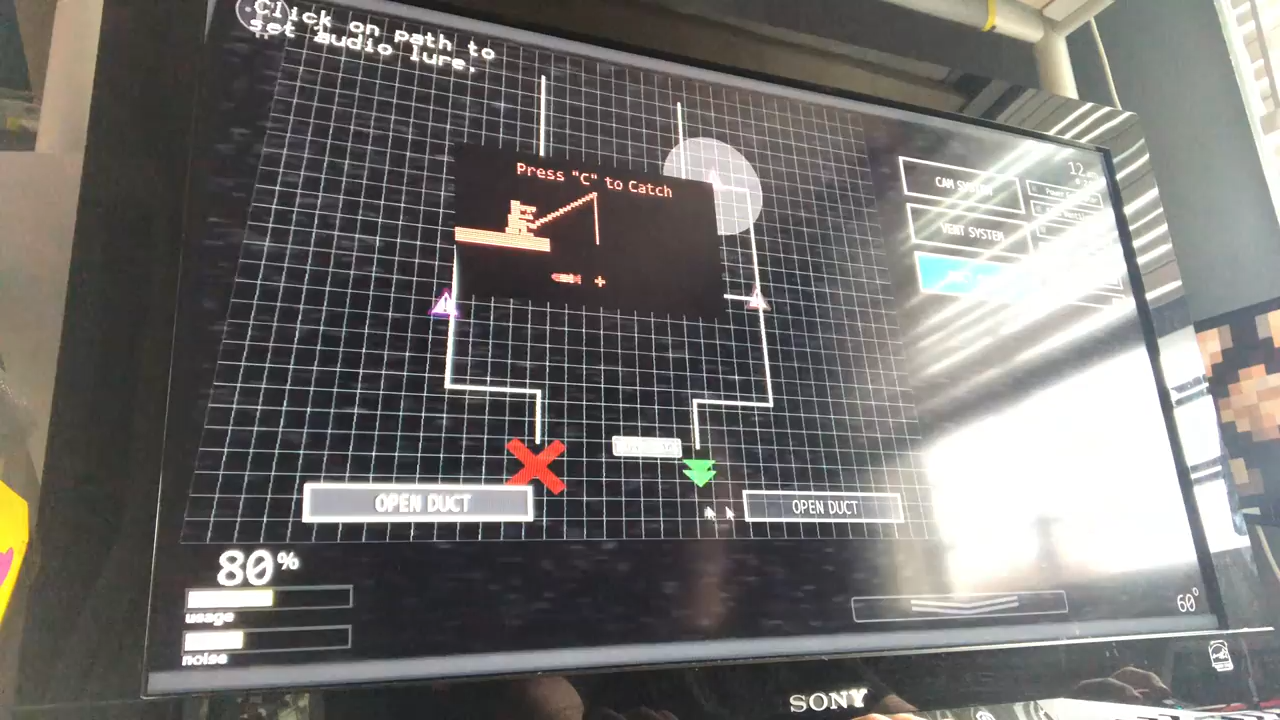 Click on path to
set audio lure.
Press "C" to Catch
12
CAM SYSTEM
VENT SYSTEM
OPEN DUCT
OPEN DUCT
80%
usage
noise
60°
SONY